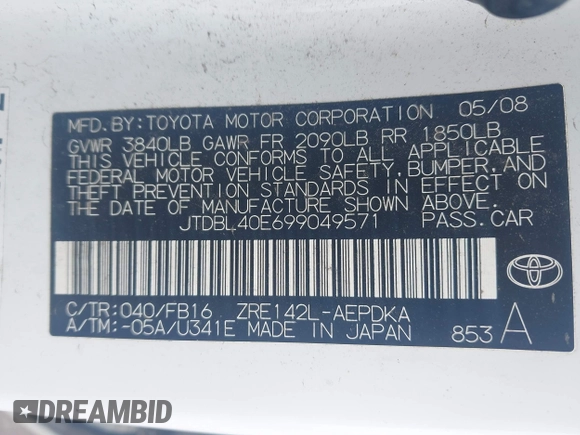 MFD.BY:TOYOTA MOTOR CORPORATION 05/08
GVWR 3840LB GAWR FR 2090LB RR 1850LB
THIS VEHICLE CONFORMS TO ALL APPLICABLE
FEDERAL MOTOR VEHICLE SAFETY,BUMPER,AND
THEFT PREVENTION STANDARDS IN EFFECT ON
THE DATE OF MANUFACTURE SHOWN ABOVE.
JTDBL40E699049571 PASS.CAR
C/TR:040/FB16 ZRE142L-AEPDKA
A/TM:-05A/U341E MADE IN JAPAN 853 A
DREAMBID